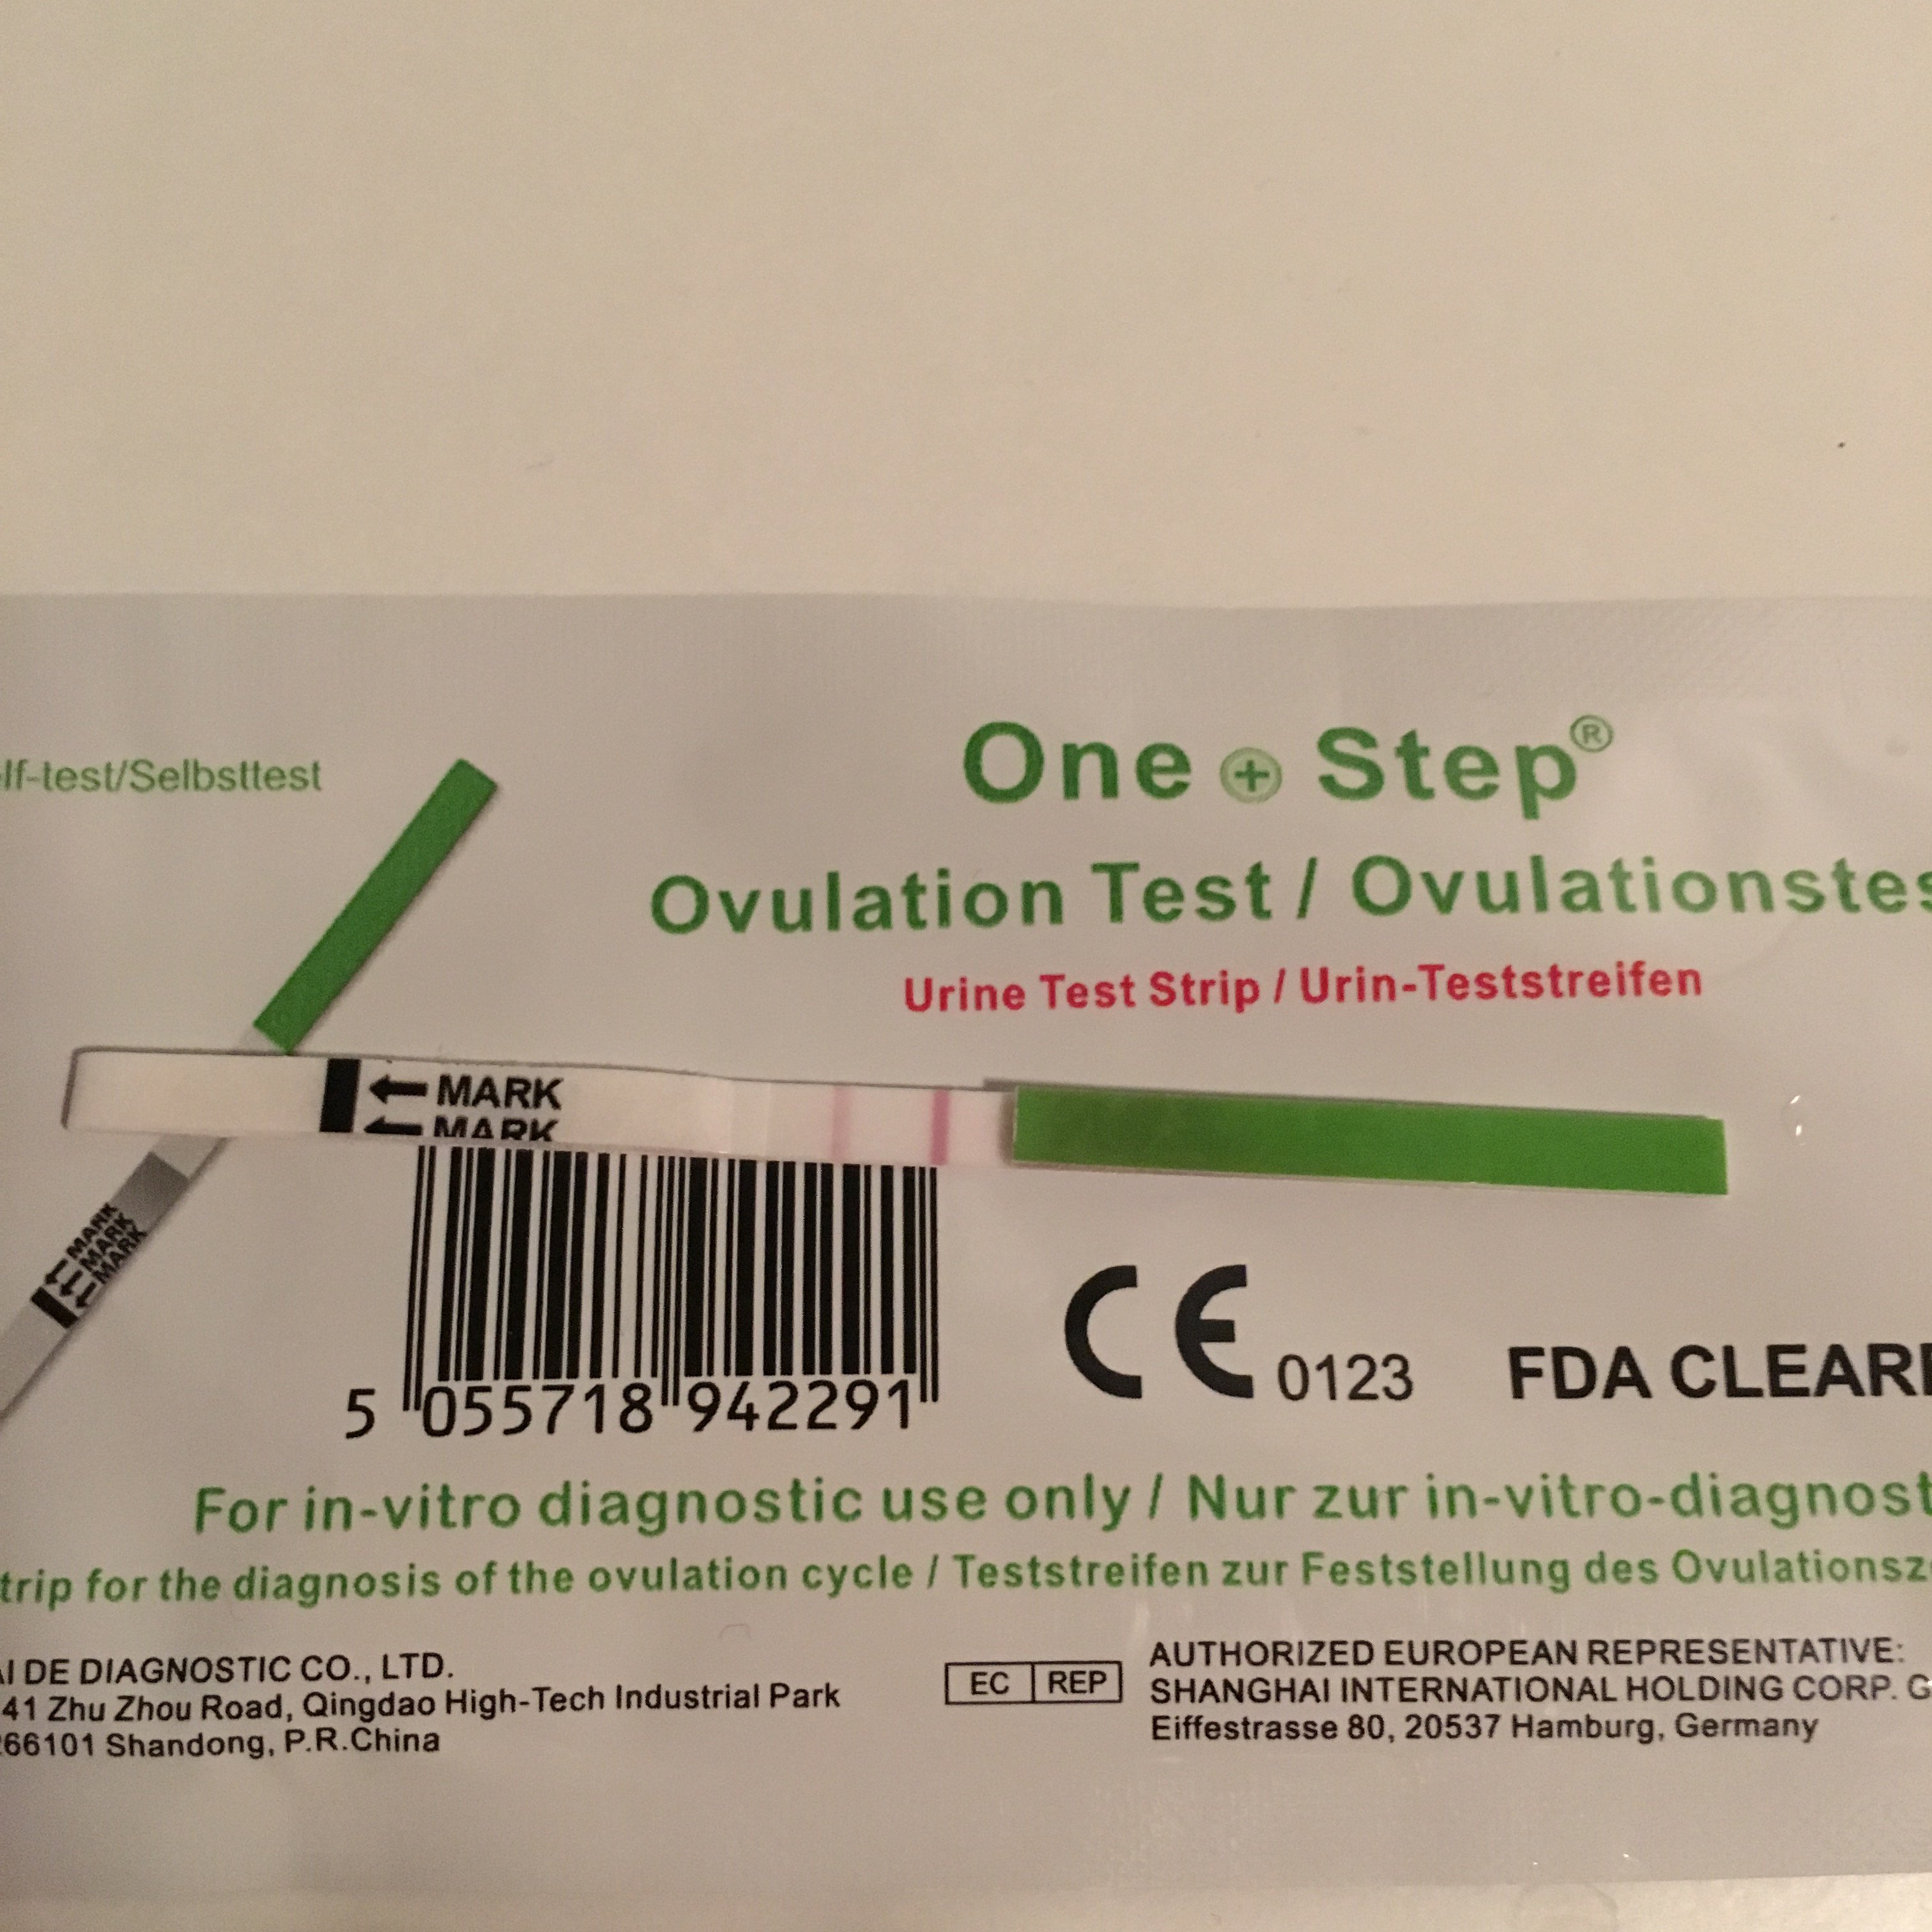 lf-test/Selbsttest
One + Step®
Ovulation Test / Ovulationstes
Urine Test Strip / Urin-Teststreifen
MARK
MARK
MARK
MARK
MARK
5 055718 942291
CE 0123 FDA CLEAR
For in-vitro diagnostic use only / Nur zur in-vitro-diagnost
trip for the diagnosis of the ovulation cycle / Teststreifen zur Feststellung des Ovulationsz
I DE DIAGNOSTIC CO., LTD.
41 Zhu Zhou Road, Qingdao High-Tech Industrial Park
66101 Shandong, P.R.China
EC REP
AUTHORIZED EUROPEAN REPRESENTATIVE:
SHANGHAI INTERNATIONAL HOLDING CORP. G
Eiffestrasse 80, 20537 Hamburg, Germany